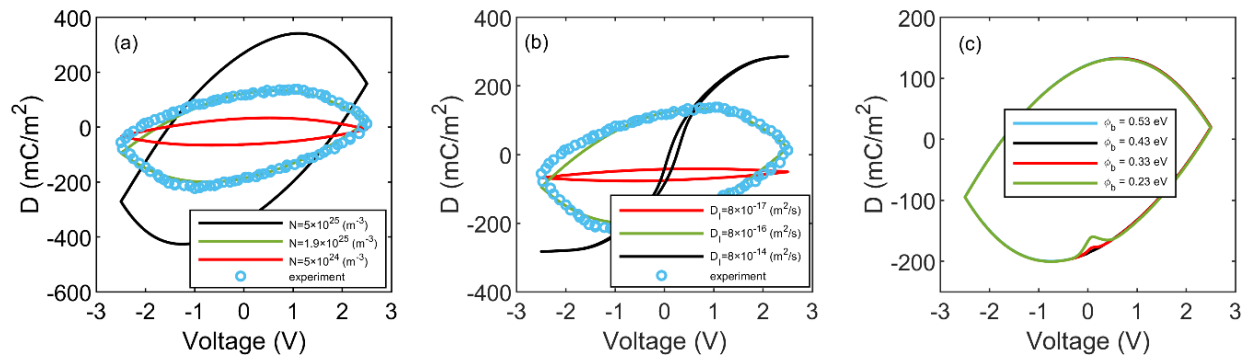 (a)
400
200
0
-200
-400
-600
D (mC/m²)
N=5×10²⁵ (m⁻³)
N=1.9×10²⁵ (m⁻³)
N=5×10²⁴ (m⁻³)
experiment
-3 -2 -1 0 1 2 3
Voltage (V)
(b)
400
200
0
-200
-400
D (mC/m²)
D_I=8×10⁻¹⁷ (m²/s)
D_I=8×10⁻¹⁶ (m²/s)
D_I=8×10⁻¹⁴ (m²/s)
experiment
-3 -2 -1 0 1 2 3
Voltage (V)
(c)
200
100
0
-100
-200
D (mC/m²)
ϕ_b = 0.53 eV
ϕ_b = 0.43 eV
ϕ_b = 0.33 eV
ϕ_b = 0.23 eV
-3 -2 -1 0 1 2 3
Voltage (V)